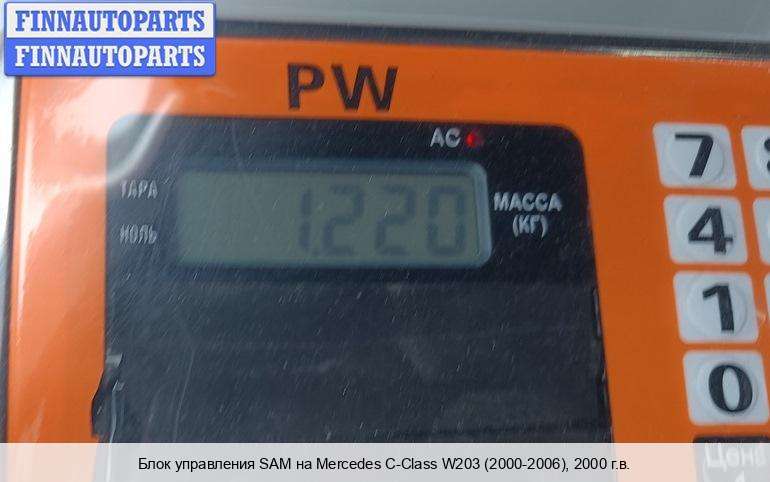 FINNAUTOPARTS
FINNAUTOPARTS
PW
AC
ТАРА
1.220
МАССА
(КГ)
НОЛЬ
7
4
1
0
Цена
Блок управления SAM на Mercedes C-Class W203 (2000-2006), 2000 г.в.